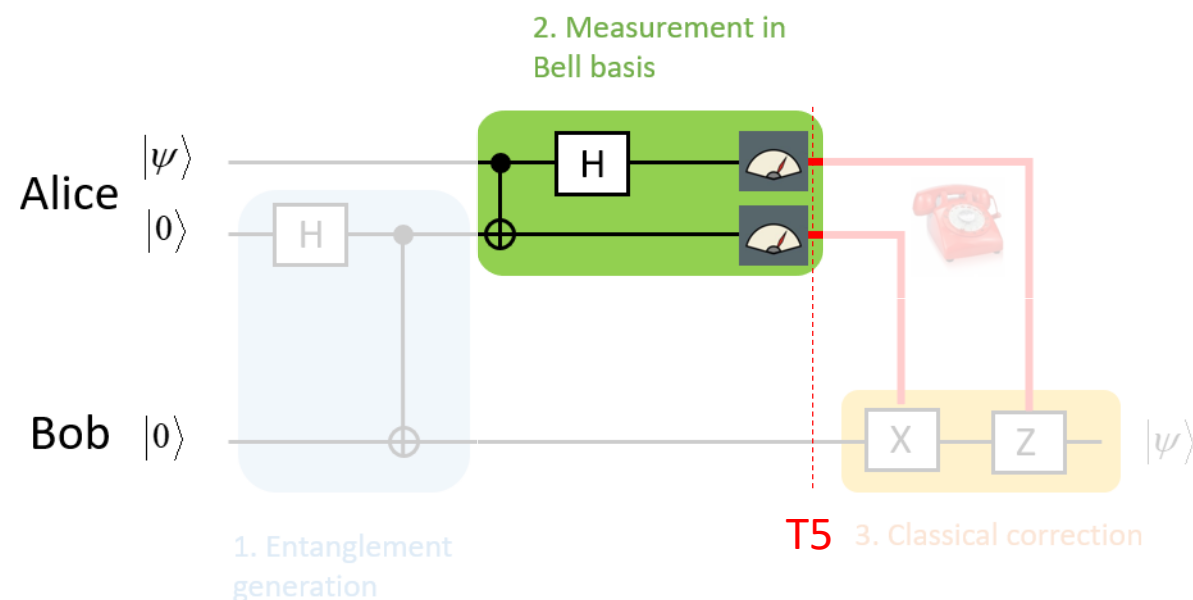 2. Measurement in
Bell basis
|ψ⟩
Alice
|0⟩
H
H
Bob
|0⟩
X
Z
|ψ⟩
T5
3. Classical correction
1. Entanglement
generation